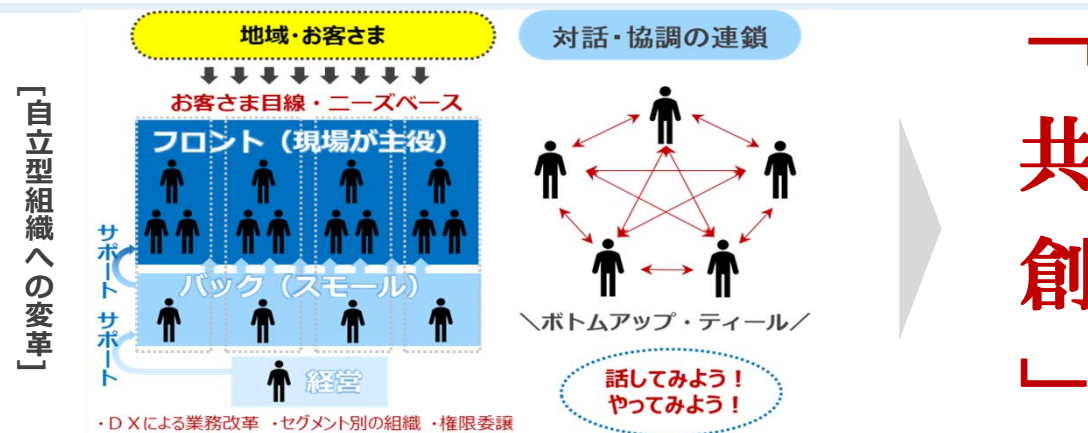 [自立型組織への変革]
地域・お客さま
お客さま目線・ニーズベース
フロント（現場が主役）
サポート
バック（スモール）
サポート
経営
・ＤＸによる業務改革 ・セグメント別の組織 ・権限委譲
対話・協調の連鎖
＼ボトムアップ・ティール／
話してみよう！
やってみよう！
「共創」